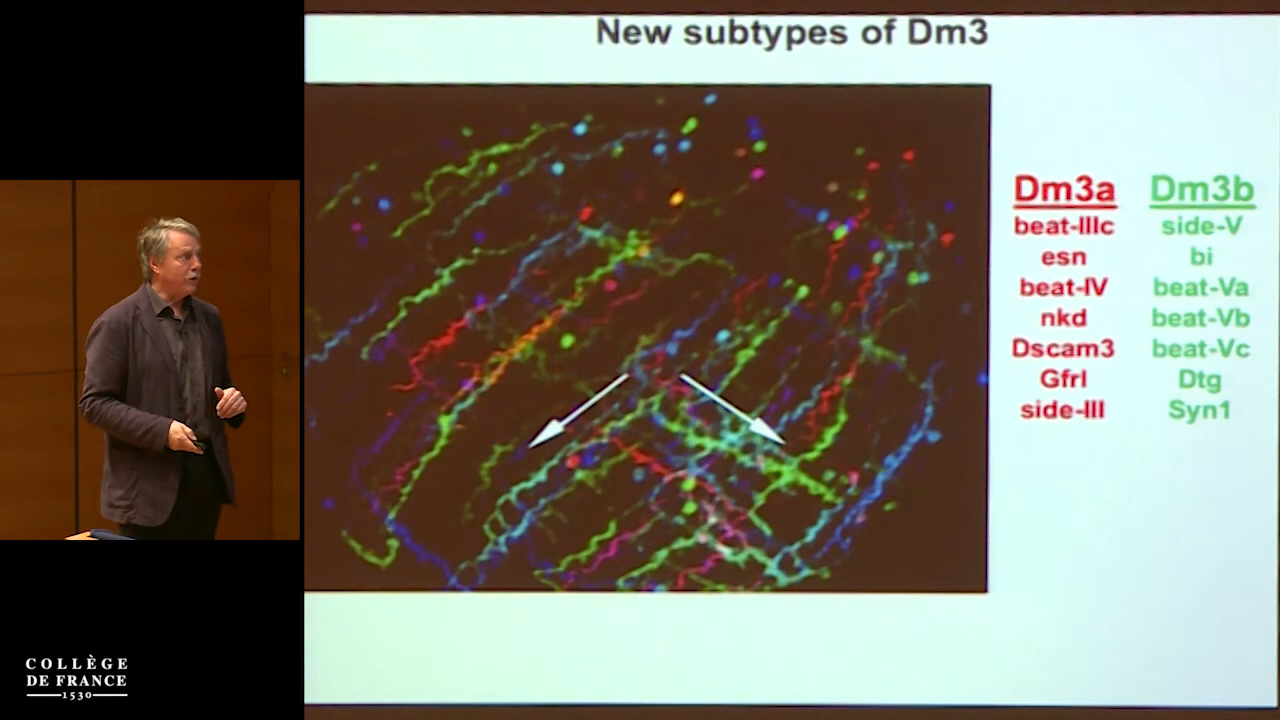 New subtypes of Dm3
Dm3a Dm3b
beat-IIIc side-V
esn bi
beat-IV beat-Va
nkd beat-Vb
Dscam3 beat-Vc
Gfrl Dtg
side-III Syn1
COLLÈGE
DE FRANCE
1530